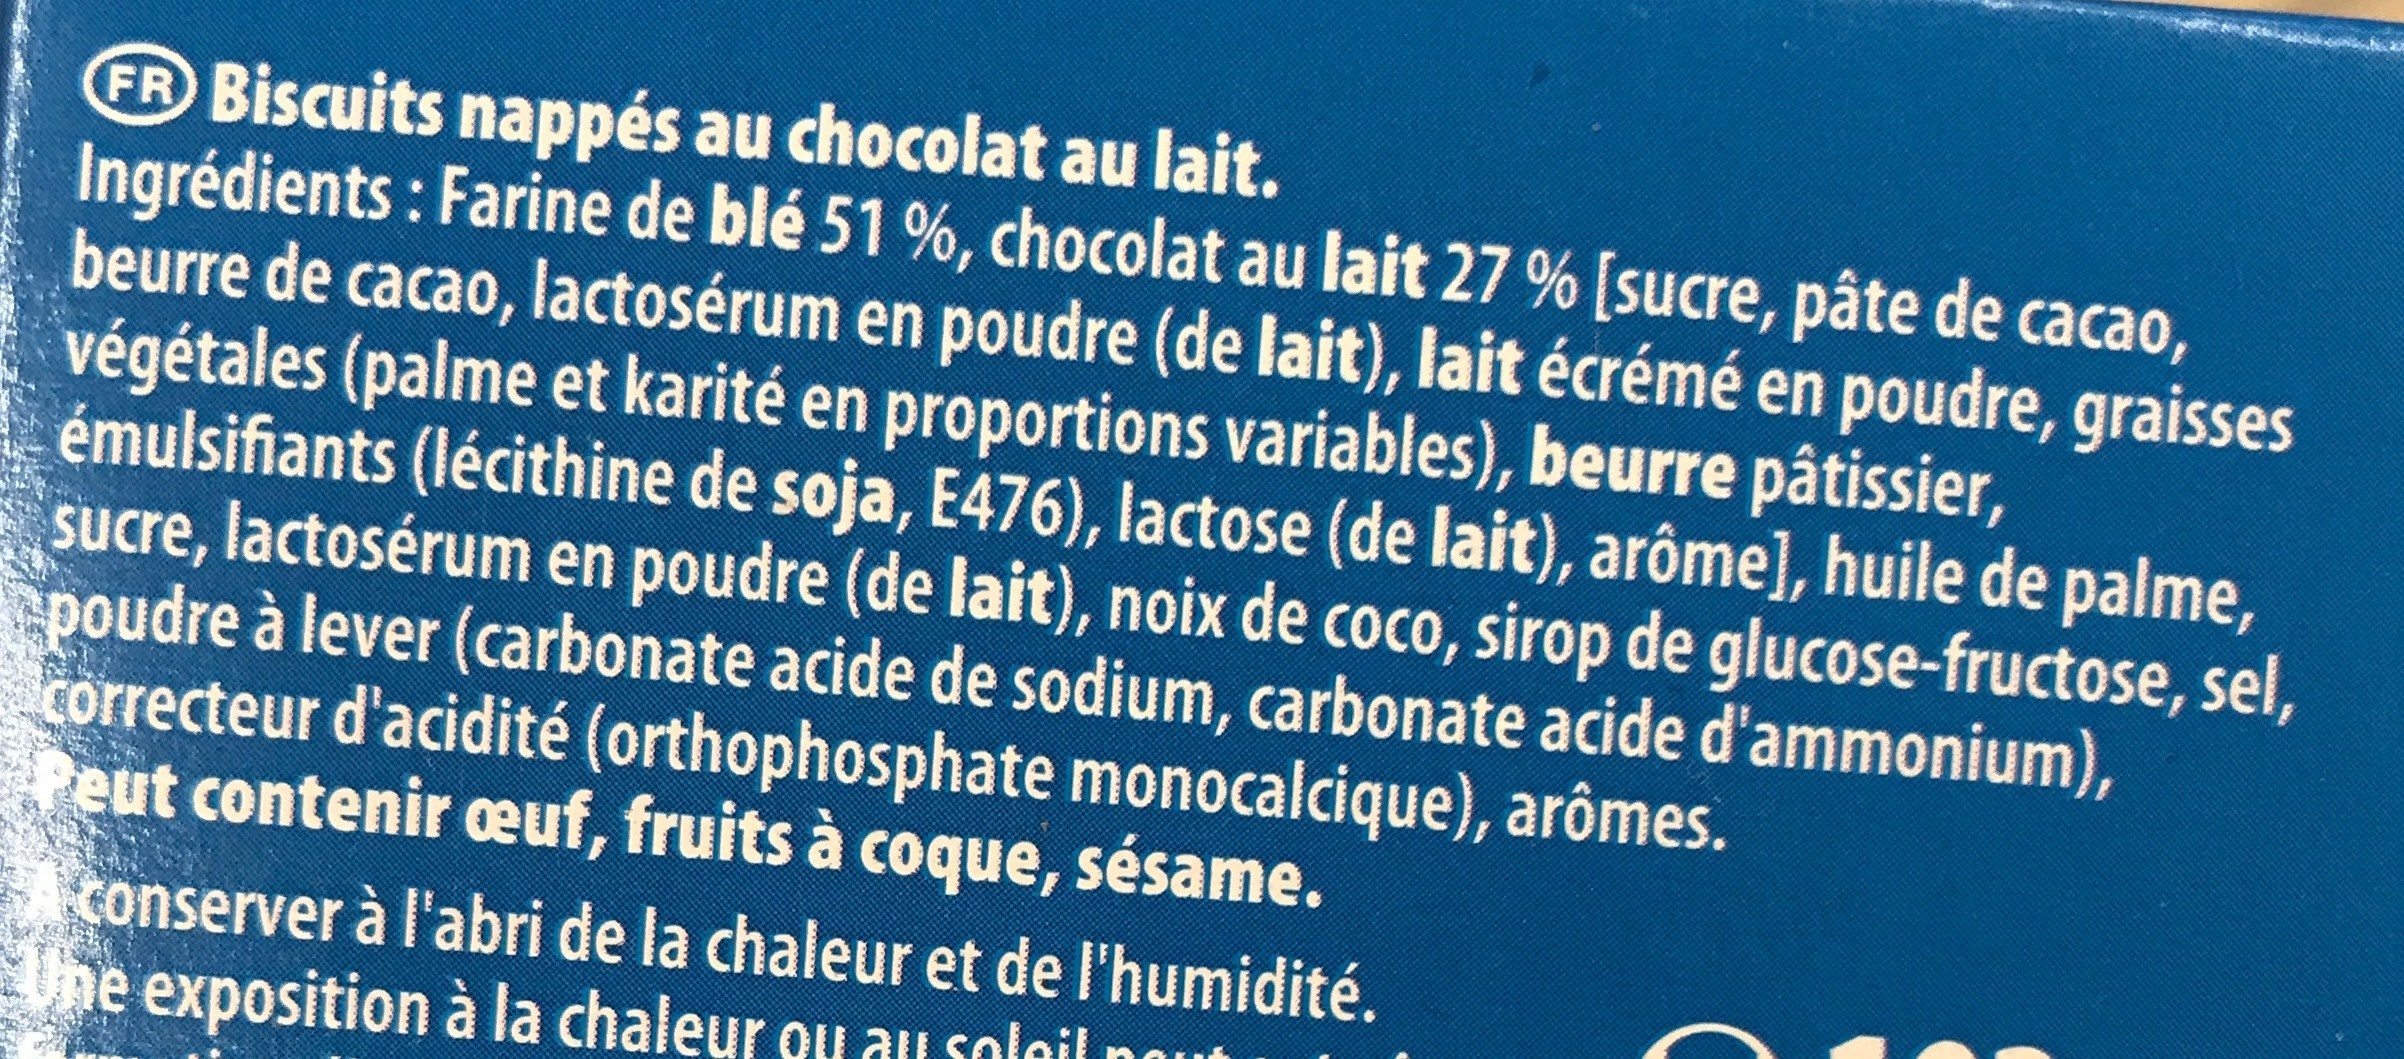 FR Biscuits nappés au chocolat au lait.
Ingrédients : Farine de blé 51 %, chocolat au lait 27 % [sucre, pâte de cacao,
beurre de cacao, lactosérum en poudre (de lait), lait écrémé en poudre, graisses
végétales (palme et karité en proportions variables), beurre pâtissier,
émulsifiants (lécithine de soja, E476), lactose (de lait), arôme], huile de palme,
sucre, lactosérum en poudre (de lait), noix de coco, sirop de glucose-fructose, sel,
poudre à lever (carbonate acide de sodium, carbonate acide d'ammonium),
correcteur d'acidité (orthophosphate monocalcique), arômes.
Peut contenir œuf, fruits à coque, sésame.
A conserver à l'abri de la chaleur et de l'humidité.
Une exposition à la chaleur ou au soleil peut